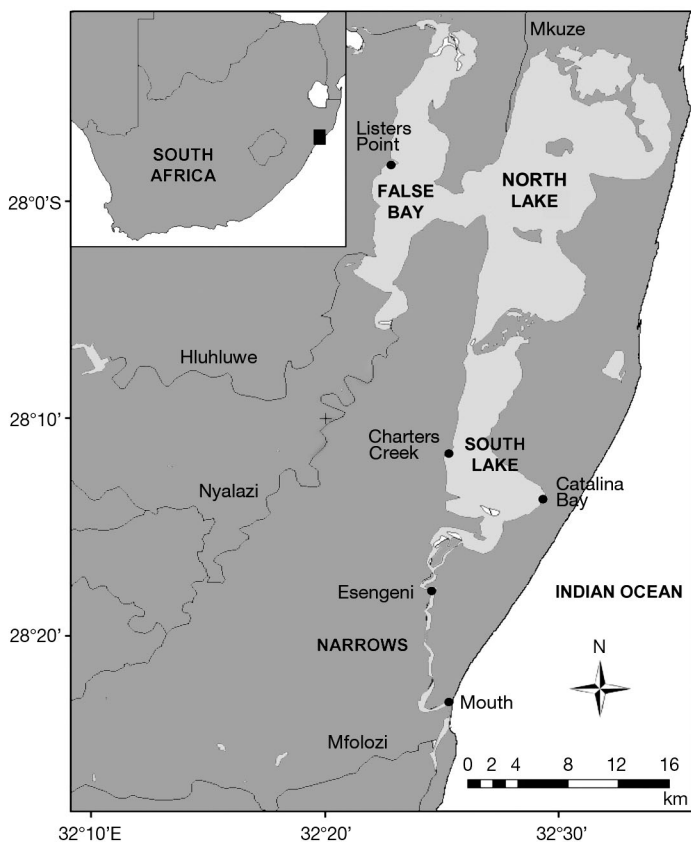 Mkuze
SOUTH
AFRICA
Listers
Point
FALSE
BAY
NORTH
LAKE
28°0'S
Hluhluwe
28°10'
Charters
Creek
SOUTH
LAKE
Nyalazi
Catalina
Bay
Esengeni
INDIAN OCEAN
28°20'
NARROWS
N
Mouth
Mfolozi
0 2 4 8 12 16
km
32°10'E 32°20' 32°30'